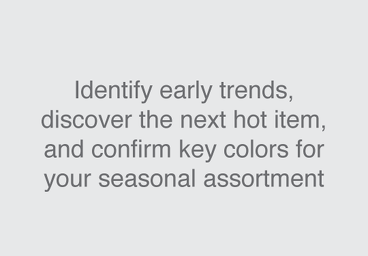 Identify early trends,
discover the next hot item,
and confirm key colors for
your seasonal assortment